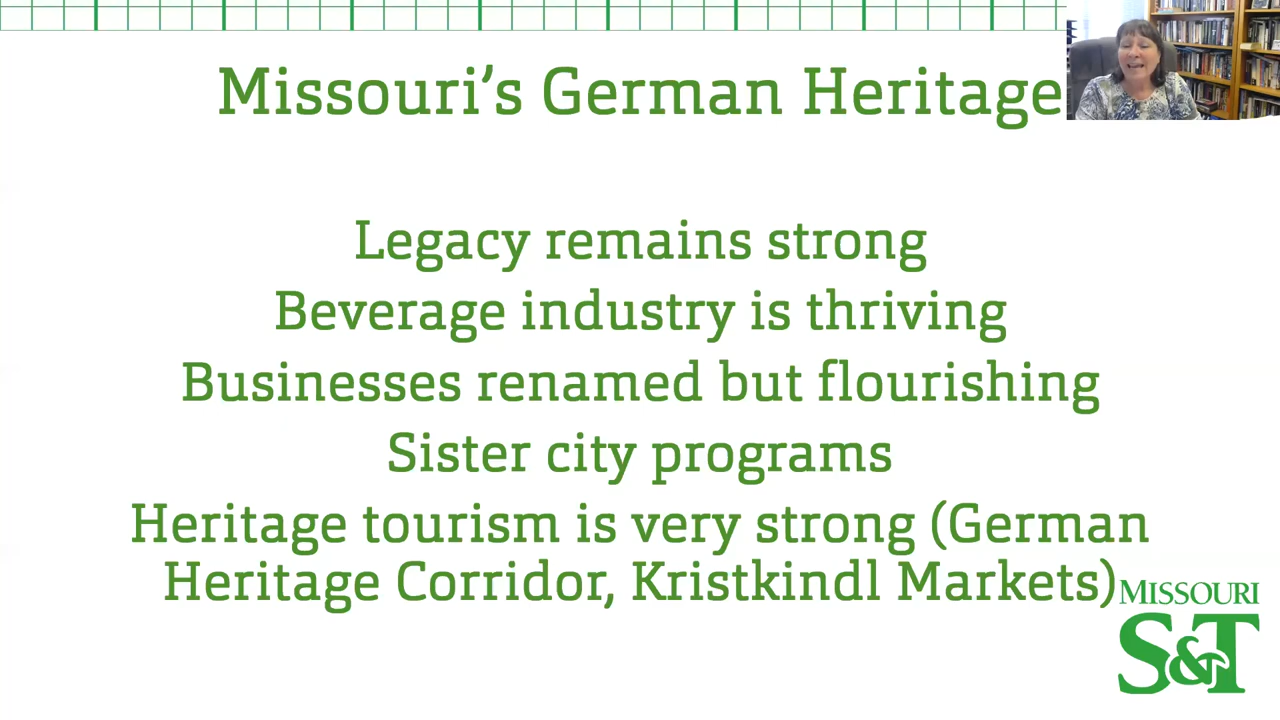 Missouri's German Heritage
Legacy remains strong
Beverage industry is thriving
Businesses renamed but flourishing
Sister city programs
Heritage tourism is very strong (German
Heritage Corridor, Kristkindl Markets)
MISSOURI
S&T